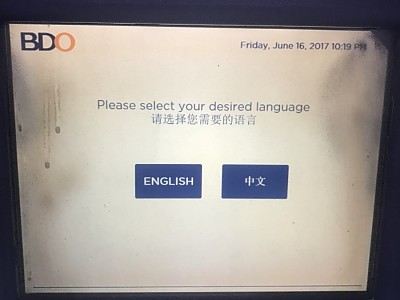 BDO
Friday, June 16, 2017 10:19 PM
Please select your desired language
请选择您需要的语言
ENGLISH
中文